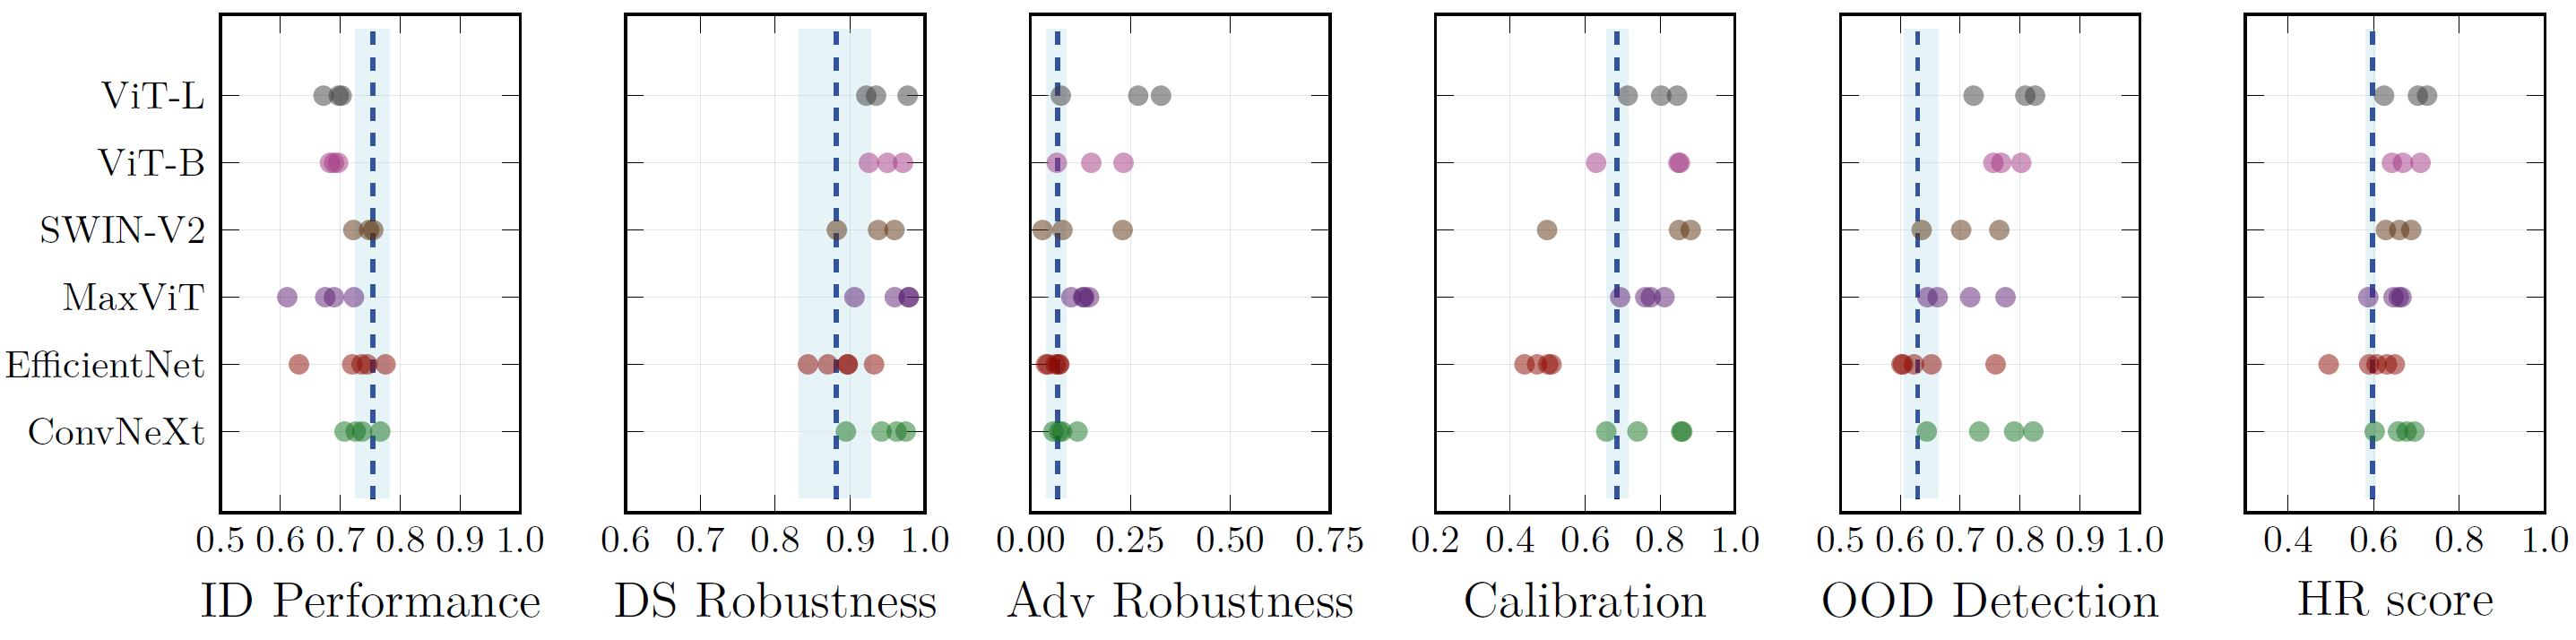 ViT-L
ViT-B
SWIN-V2
MaxViT
EfficientNet
ConvNeXt
0.5 0.6 0.7 0.8 0.9 1.0
ID Performance
0.6 0.7 0.8 0.9 1.0
DS Robustness
0.00 0.25 0.50 0.75
Adv Robustness
0.2 0.4 0.6 0.8 1.0
Calibration
0.5 0.6 0.7 0.8 0.9 1.0
OOD Detection
0.4 0.6 0.8 1.0
HR score